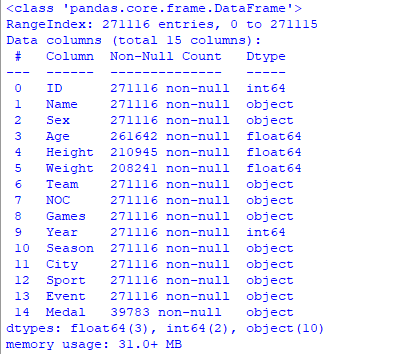 <class 'pandas.core.frame.DataFrame'>
RangeIndex: 271116 entries, 0 to 271115
Data columns (total 15 columns):
 #   Column  Non-Null Count   Dtype
---  ------  --------------   -----
 0   ID      271116 non-null  int64
 1   Name    271116 non-null  object
 2   Sex     271116 non-null  object
 3   Age     261642 non-null  float64
 4   Height  210945 non-null  float64
 5   Weight  208241 non-null  float64
 6   Team    271116 non-null  object
 7   NOC     271116 non-null  object
 8   Games   271116 non-null  object
 9   Year    271116 non-null  int64
 10  Season  271116 non-null  object
 11  City    271116 non-null  object
 12  Sport   271116 non-null  object
 13  Event   271116 non-null  object
 14  Medal   39783 non-null   object
dtypes: float64(3), int64(2), object(10)
memory usage: 31.0+ MB